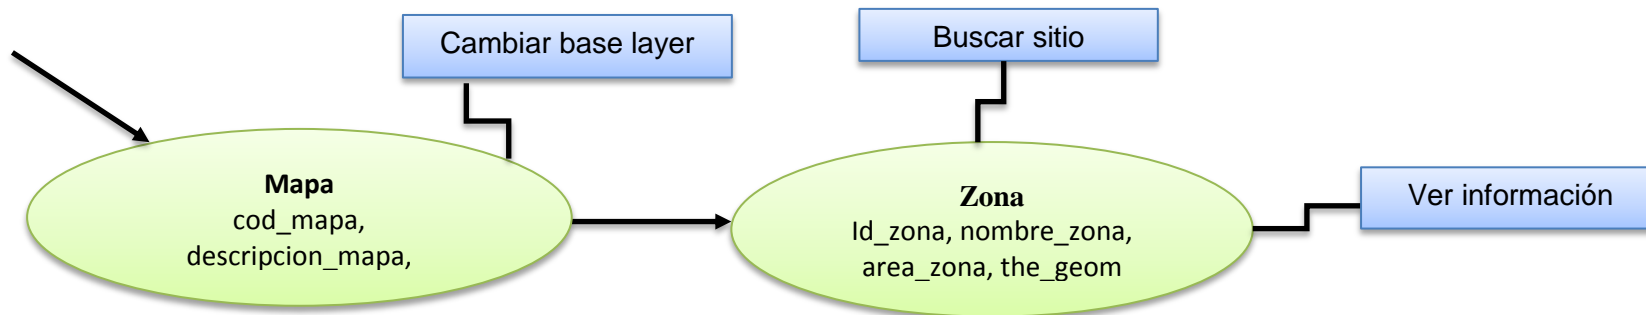 Cambiar base layer
Buscar sitio
Mapa
cod_mapa,
descripcion_mapa,
Zona
Id_zona, nombre_zona,
area_zona, the_geom
Ver información